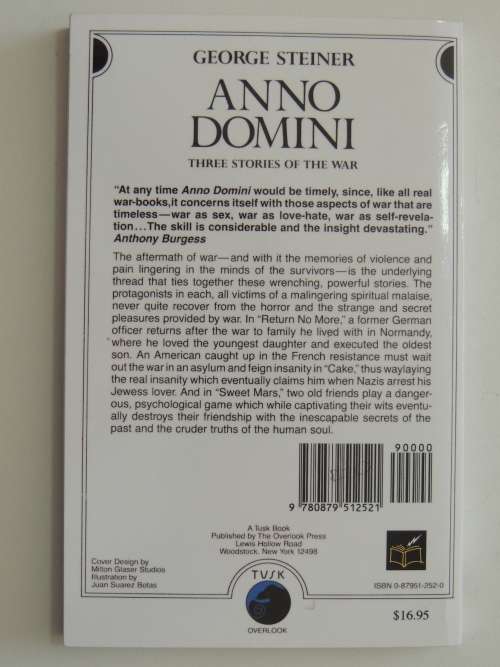 GEORGE STEINER
ANNO
DOMINI
THREE STORIES OF THE WAR
"At any time Anno Domini would be timely, since, like all real
war-books,it concerns itself with those aspects of war that are
timeless—war as sex, war as love-hate, war as self-revela-
tion...The skill is considerable and the insight devastating."
Anthony Burgess
The aftermath of war—and with it the memories of violence and
pain lingering in the minds of the survivors—is the underlying
thread that ties together these wrenching, powerful stories. The
protagonists in each, all victims of a malingering spiritual malaise,
never quite recover from the horror and the strange and secret
pleasures provided by war. In "Return No More," a former German
officer returns after the war to family he lived with in Normandy,
where he loved the youngest daughter and executed the oldest
son. An American caught up in the French resistance must wait
out the war in an asylum and feign insanity in "Cake," thus waylaying
the real insanity which eventually claims him when Nazis arrest his
Jewess lover. And in "Sweet Mars," two old friends play a danger-
ous, psychological game which while captivating their wits eventu-
ally destroys their friendship with the inescapable secrets of the
past and the cruder truths of the human soul.
90000
9 780879 512521
A Tusk Book
Published by The Overlook Press
Lewis Hollow Road
Woodstock, New York 12498
Cover Design by
Milton Glaser Studios
Illustration by
Juan Suarez Botas
TUSK
OVERLOOK
ISBN 0-87951-252-0
$16.95